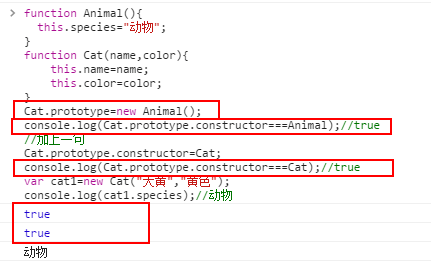 function Animal(){
this.species="动物";
}
function Cat(name,color){
this.name=name;
this.color=color;
}
Cat.prototype=new Animal();
console.log(Cat.prototype.constructor===Animal);//true
//加上一句
Cat.prototype.constructor=Cat;
console.log(Cat.prototype.constructor===Cat);//true
var cat1=new Cat("大黄","黄色");
console.log(cat1.species);//动物
true
true
动物